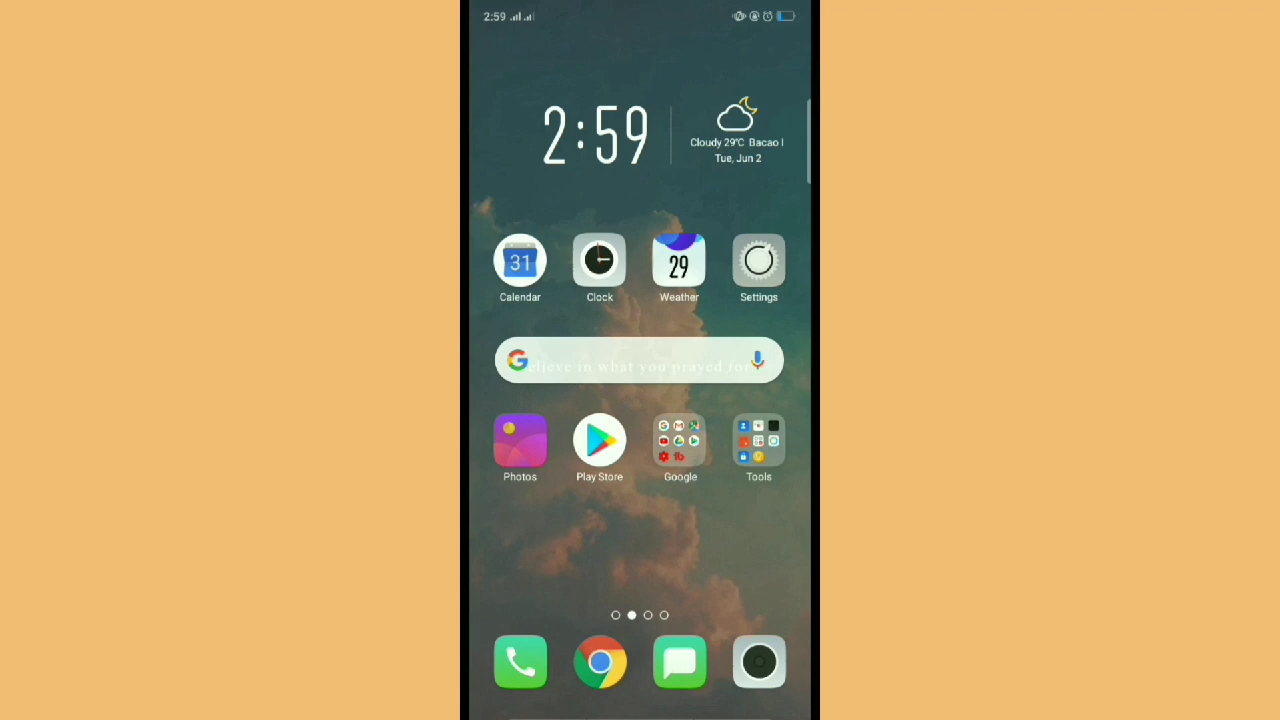 2:59
2:59
Cloudy 29°C Bacao I
Tue, Jun 2
31
29
Calendar
Clock
Weather
Settings
elieve in what you prayed for
Photos
Play Store
Google
Tools